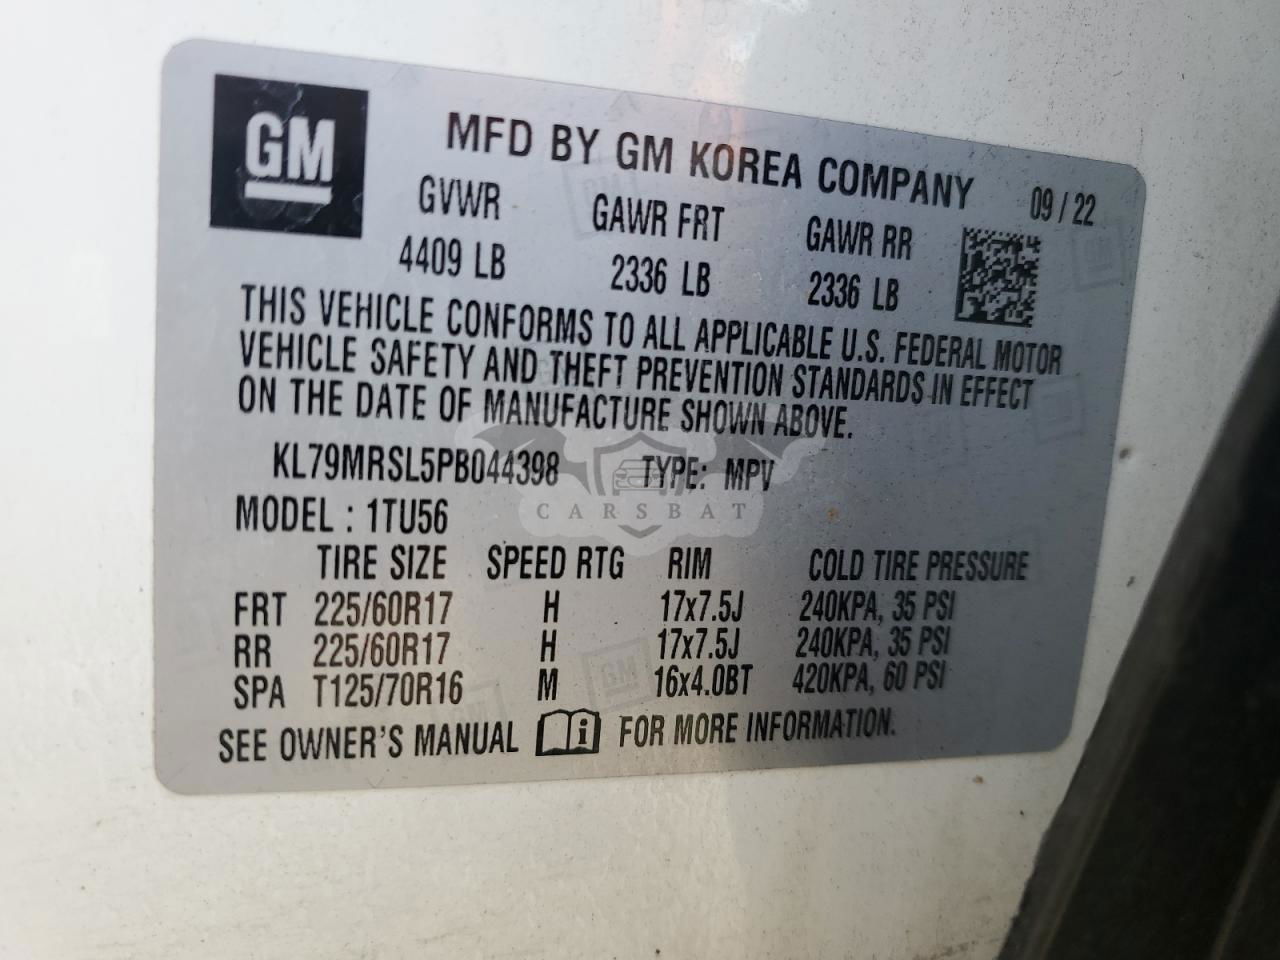 GM
MFD BY GM KOREA COMPANY 09 / 22
GVWR GAWR FRT GAWR RR
4409 LB 2336 LB 2336 LB
THIS VEHICLE CONFORMS TO ALL APPLICABLE U.S. FEDERAL MOTOR
VEHICLE SAFETY AND THEFT PREVENTION STANDARDS IN EFFECT
ON THE DATE OF MANUFACTURE SHOWN ABOVE.
KL79MRSL5PB044398 TYPE: MPV
CARSBAT
MODEL : 1TU56
TIRE SIZE SPEED RTG RIM COLD TIRE PRESSURE
FRT 225/60R17 H 17x7.5J 240KPA, 35 PSI
RR 225/60R17 H 17x7.5J 240KPA, 35 PSI
SPA T125/70R16 M 16x4.0BT 420KPA, 60 PSI
SEE OWNER'S MANUAL i FOR MORE INFORMATION.